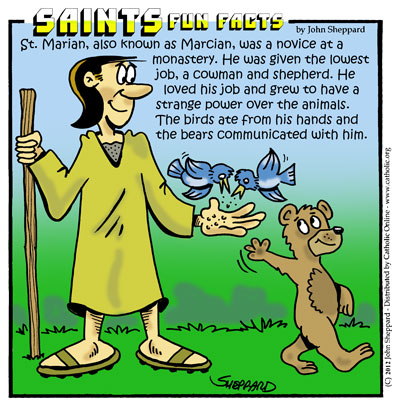 SAINTS FUN FACTS
by John Sheppard
St. Marian, also known as Marcian, was a novice at a
monastery. He was given the lowest
job, a cowman and shepherd. He
loved his job and grew to have a
strange power over the animals.
The birds ate from his hands and
the bears communicated with him.
SHEPPARD
(C) 2012 John Sheppard - Distributed by Catholic Online - www.catholic.org